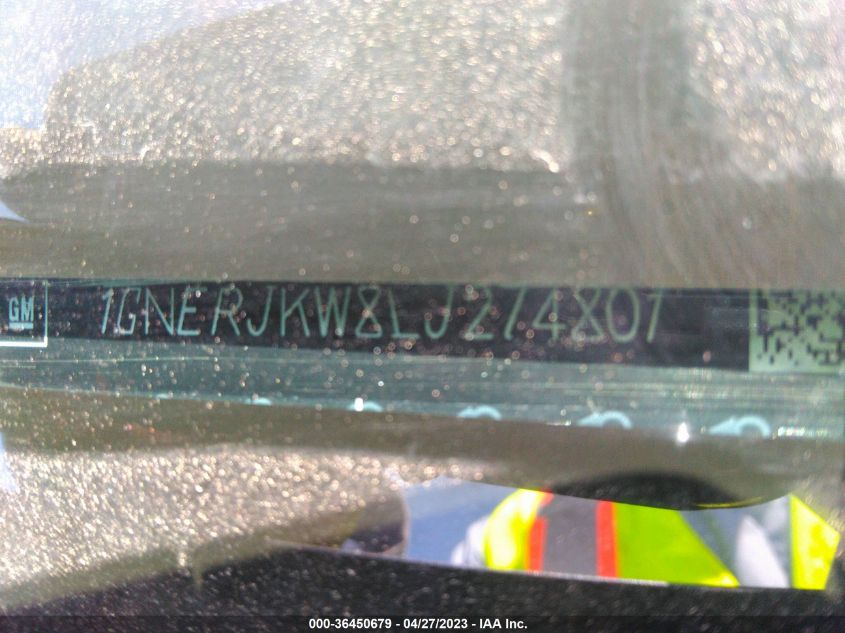 GM 1GNERJKW8LJ274801
000-36450679 - 04/27/2023 - IAA Inc.